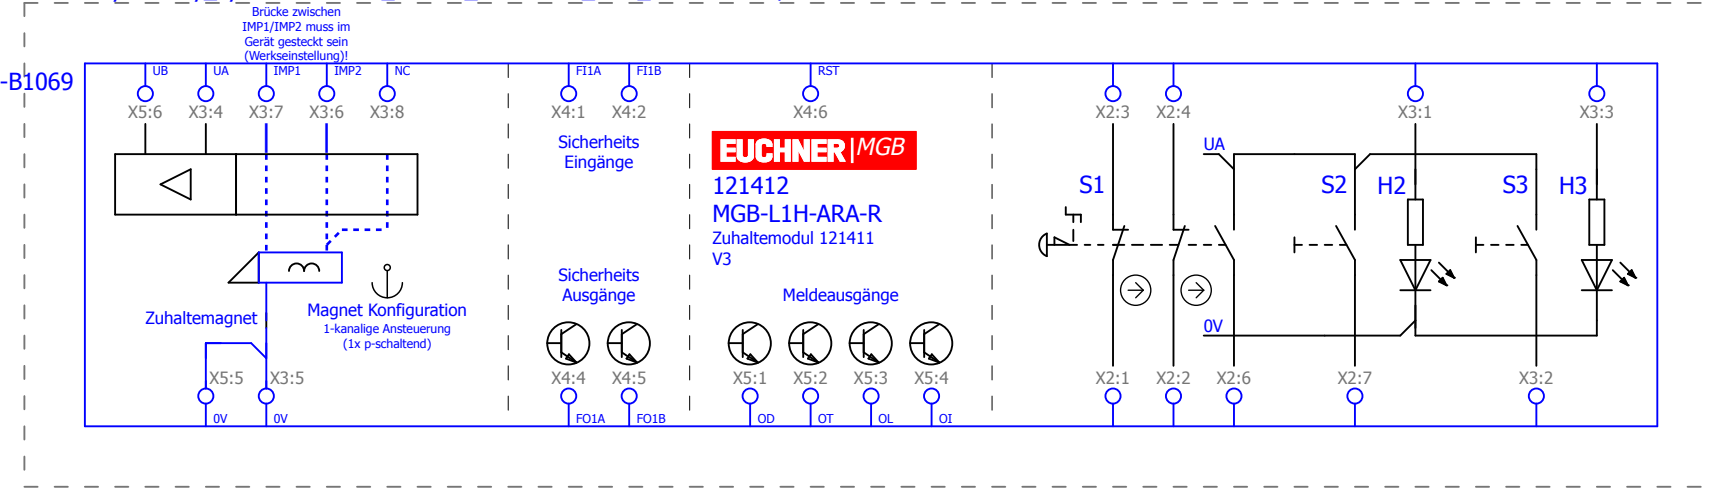 Brücke zwischen
IMP1/IMP2 muss im
Gerät gesteckt sein
(Werkseinstellung)!
-B1069
UB UA IMP1 IMP2 NC FI1A FI1B RST
X5:6 X3:4 X3:7 X3:6 X3:8 X4:1 X4:2 X4:6 X2:3 X2:4 X3:1 X3:3
Sicherheits
Eingänge
EUCHNER MGB
121412
MGB-L1H-ARA-R
Zuhaltemodul 121411
V3
UA
S1 S2 H2 S3 H3
Sicherheits
Ausgänge
Meldeausgänge
Zuhaltemagnet
Magnet Konfiguration
1-kanalige Ansteuerung
(1x p-schaltend)
0V
X5:5 X3:5 X4:4 X4:5 X5:1 X5:2 X5:3 X5:4 X2:1 X2:2 X2:6 X2:7 X3:2
0V 0V FO1A FO1B OD OT OL OI